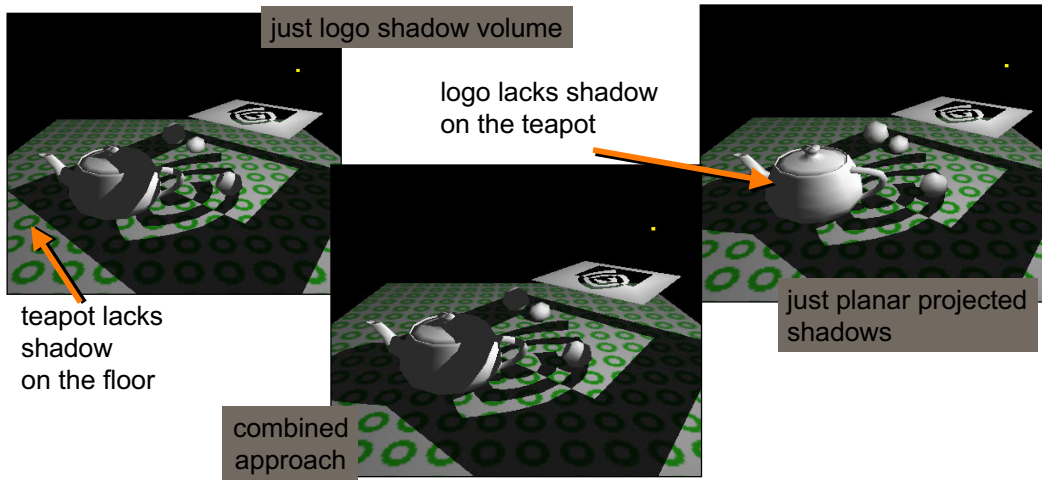 just logo shadow volume
logo lacks shadow
on the teapot
teapot lacks
shadow
on the floor
just planar projected
shadows
combined
approach